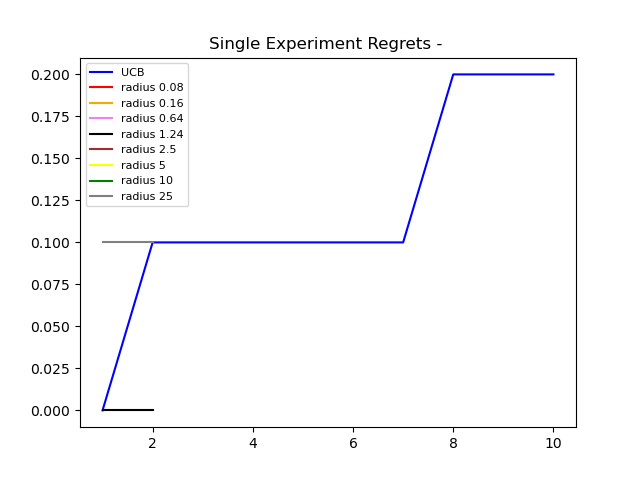 Single Experiment Regrets -
0.200
0.175
0.150
0.125
0.100
0.075
0.050
0.025
0.000
UCB
radius 0.08
radius 0.16
radius 0.64
radius 1.24
radius 2.5
radius 5
radius 10
radius 25
2 4 6 8 10